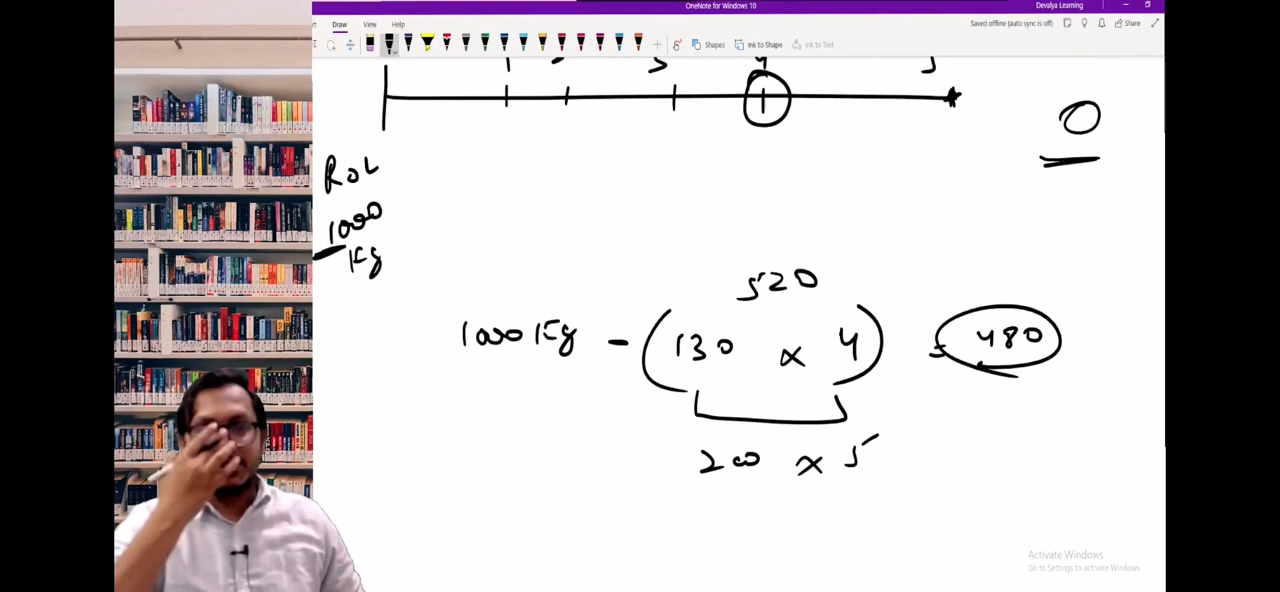 OneNote for Windows 10
Devalya Learning
Draw View Help
Saved offline (auto sync is off)
Share
Shapes Ink to Shape Ink to Text
4
ROL
1000
Kg
0
520
1000 Kg - (130 x 4) = 480
200 x 5
Activate Windows
Go to Settings to activate Windows.